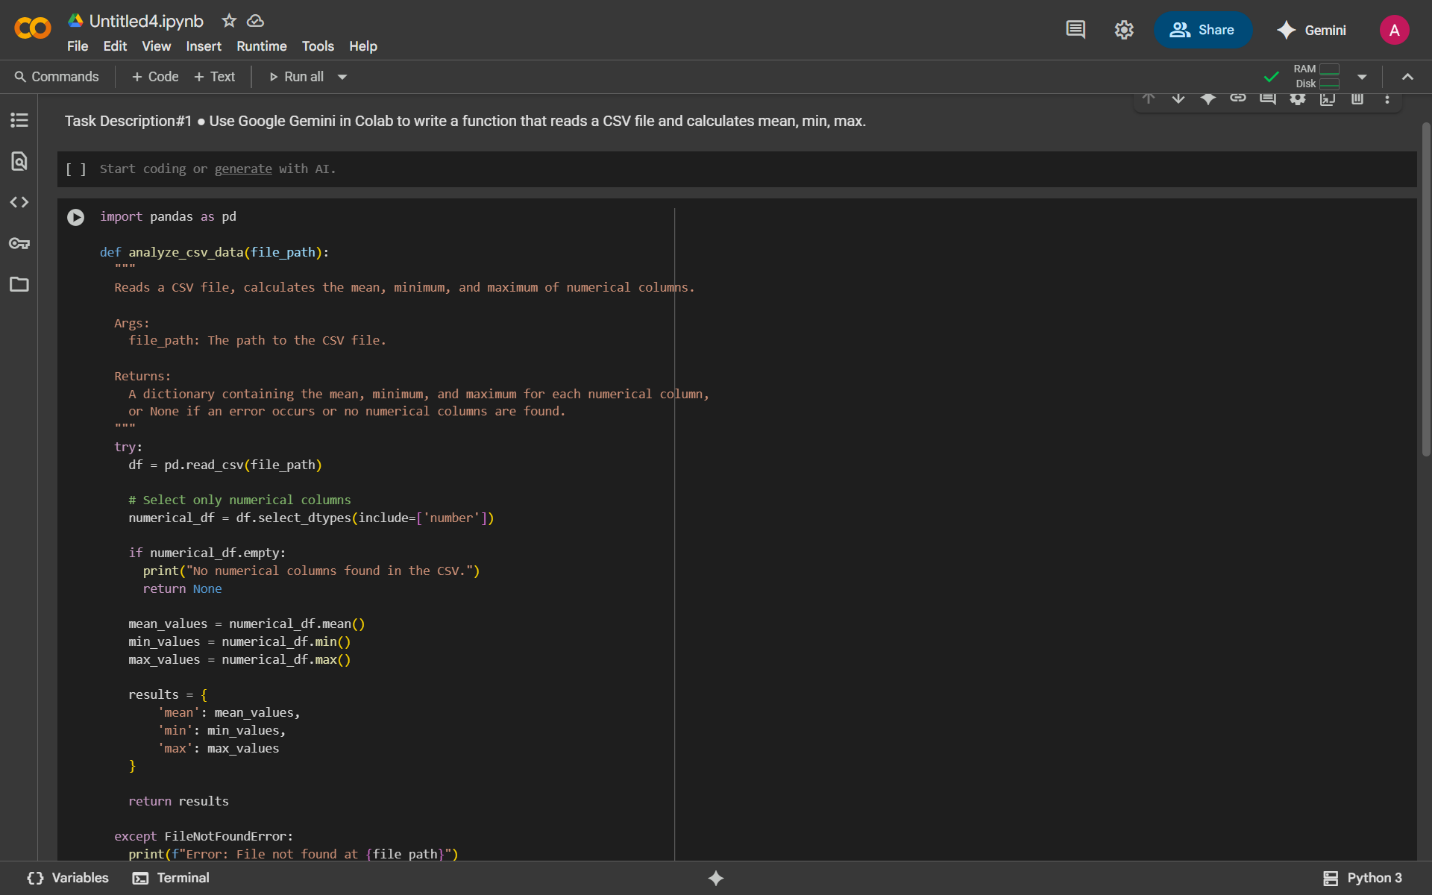 Untitled4.ipynb
File Edit View Insert Runtime Tools Help
Share
Gemini
A
Commands + Code + Text Run all
RAM
Disk
Task Description#1 ● Use Google Gemini in Colab to write a function that reads a CSV file and calculates mean, min, max.
[ ] Start coding or generate with AI.
import pandas as pd
def analyze_csv_data(file_path):
"""
Reads a CSV file, calculates the mean, minimum, and maximum of numerical columns.
Args:
file_path: The path to the CSV file.
Returns:
A dictionary containing the mean, minimum, and maximum for each numerical column,
or None if an error occurs or no numerical columns are found.
"""
try:
df = pd.read_csv(file_path)
# Select only numerical columns
numerical_df = df.select_dtypes(include=['number'])
if numerical_df.empty:
print("No numerical columns found in the CSV.")
return None
mean_values = numerical_df.mean()
min_values = numerical_df.min()
max_values = numerical_df.max()
results = {
'mean': mean_values,
'min': min_values,
'max': max_values
}
return results
except FileNotFoundError:
print(f"Error: File not found at {file_path}")
{} Variables Terminal
Python 3